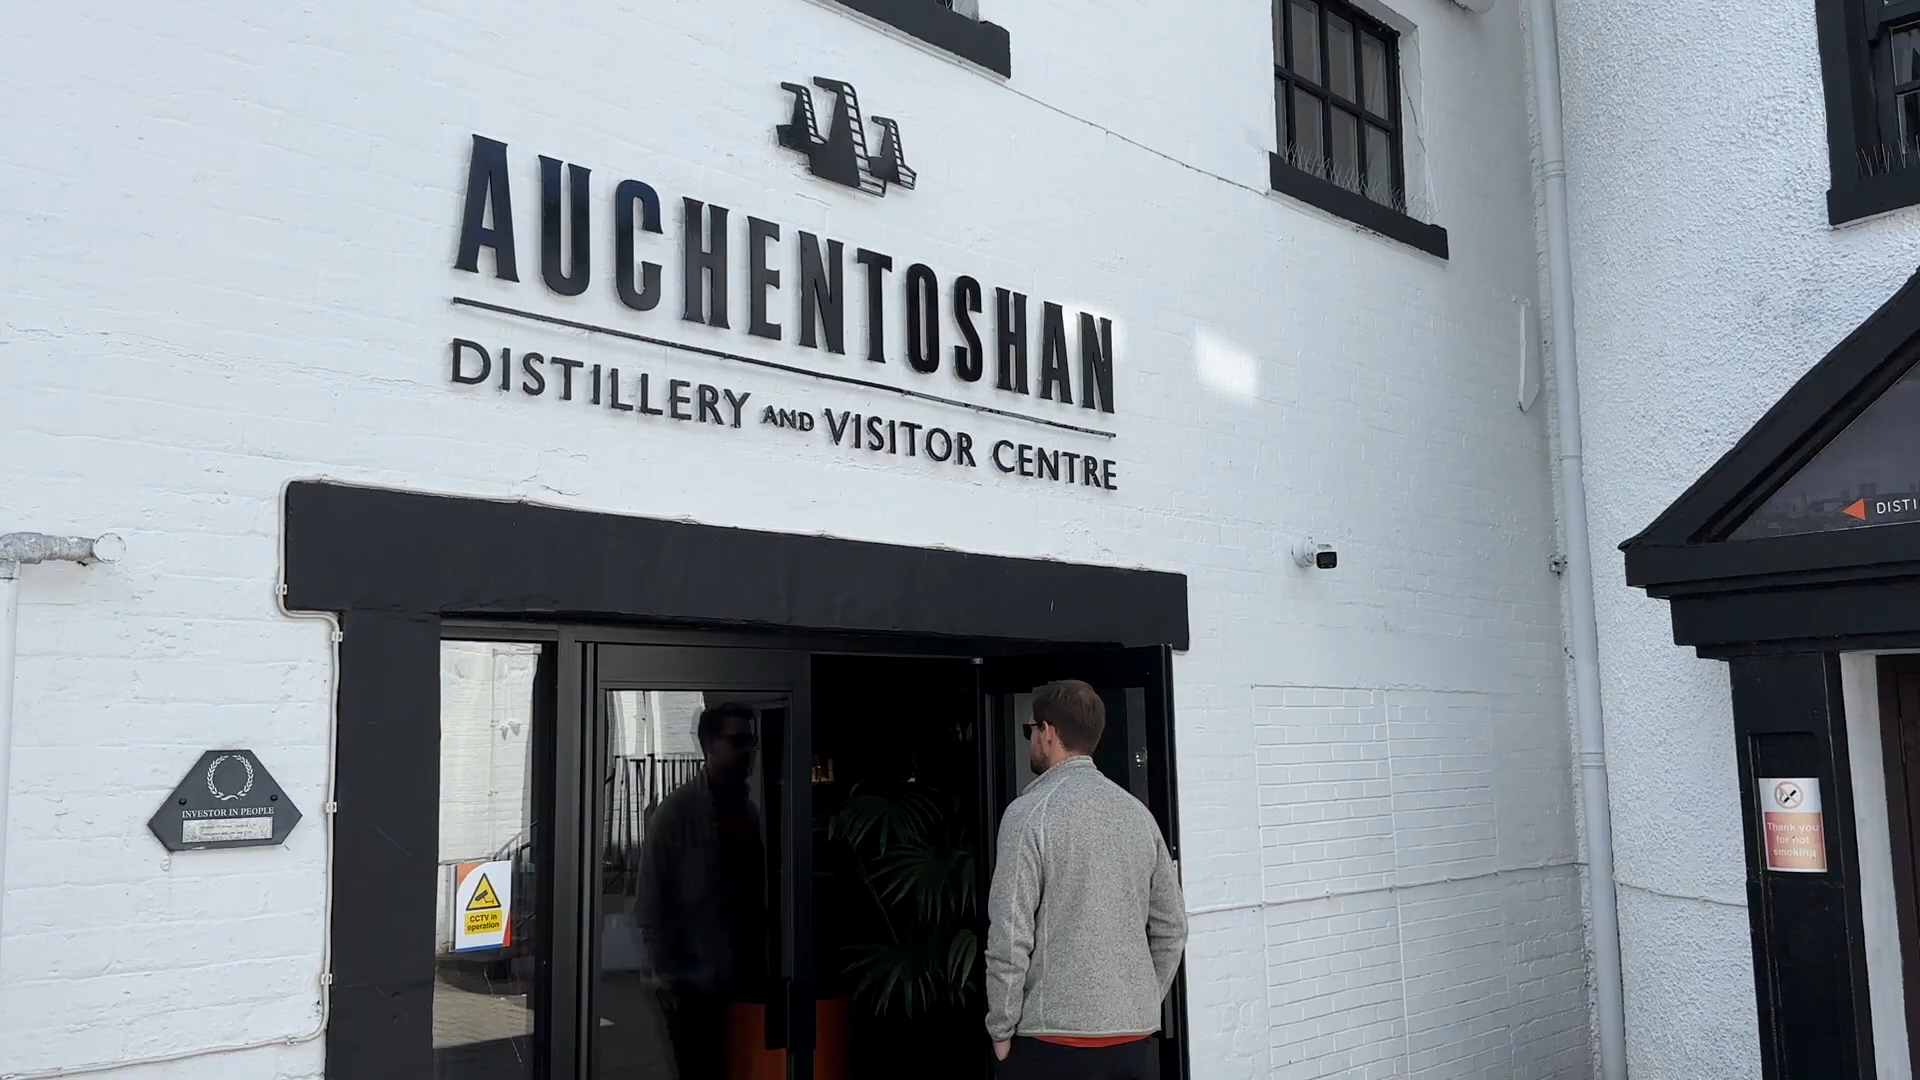 AUCHENTOSHAN
DISTILLERY AND VISITOR CENTRE
INVESTOR IN PEOPLE
CCTV in
operation
DISTI
Thank you
for not
smoking